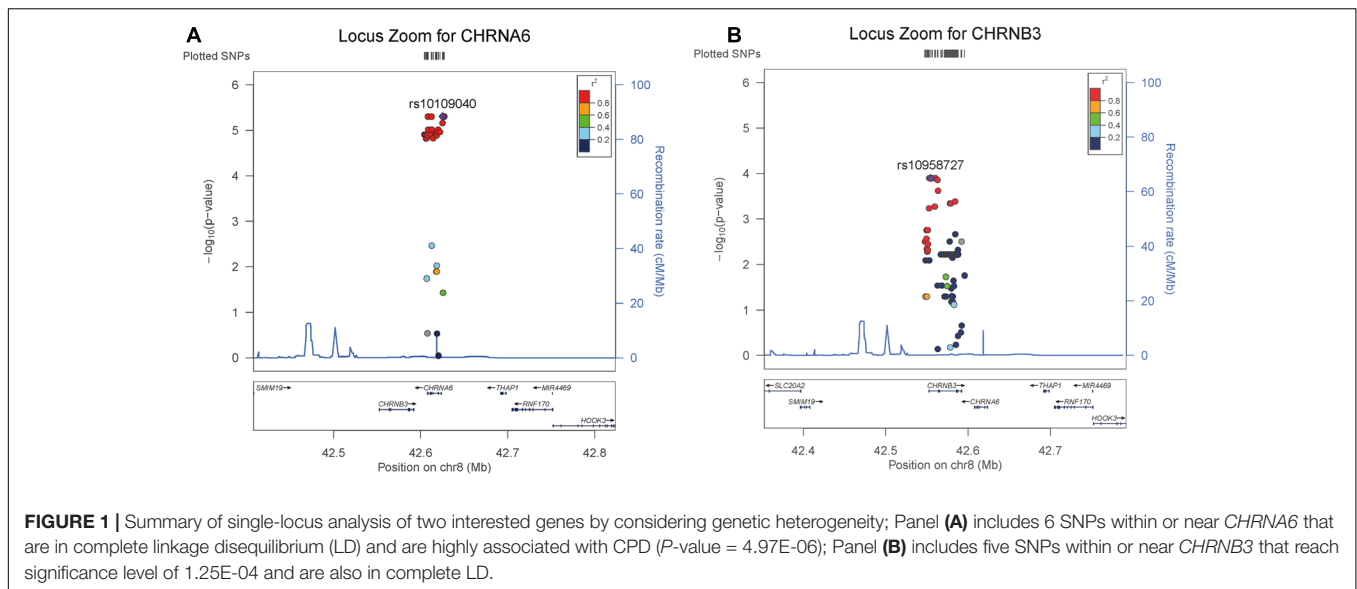 A
Locus Zoom for CHRNA6
Plotted SNPs
6
5
4
3
2
1
0
−log10(p−value)
rs10109040
r²
0.8
0.6
0.4
0.2
100
80
60
40
20
0
Recombination rate (cM/Mb)
SMIM19→
←CHRNA6
←THAP1
←MIR4469
CHRNB3→
←RNF170
HOOK3→
42.5
42.6
42.7
42.8
Position on chr8 (Mb)
B
Locus Zoom for CHRNB3
Plotted SNPs
6
5
4
3
2
1
0
−log10(p−value)
rs10958727
r²
0.8
0.6
0.4
0.2
100
80
60
40
20
0
Recombination rate (cM/Mb)
←SLC20A2
CHRNB3→
←THAP1
←MIR4469
SMIM19→
←CHRNA6
←RNF170
HOOK3→
42.4
42.5
42.6
42.7
Position on chr8 (Mb)
FIGURE 1 | Summary of single-locus analysis of two interested genes by considering genetic heterogeneity; Panel (A) includes 6 SNPs within or near CHRNA6 that
are in complete linkage disequilibrium (LD) and are highly associated with CPD (P-value = 4.97E-06); Panel (B) includes five SNPs within or near CHRNB3 that reach
significance level of 1.25E-04 and are also in complete LD.